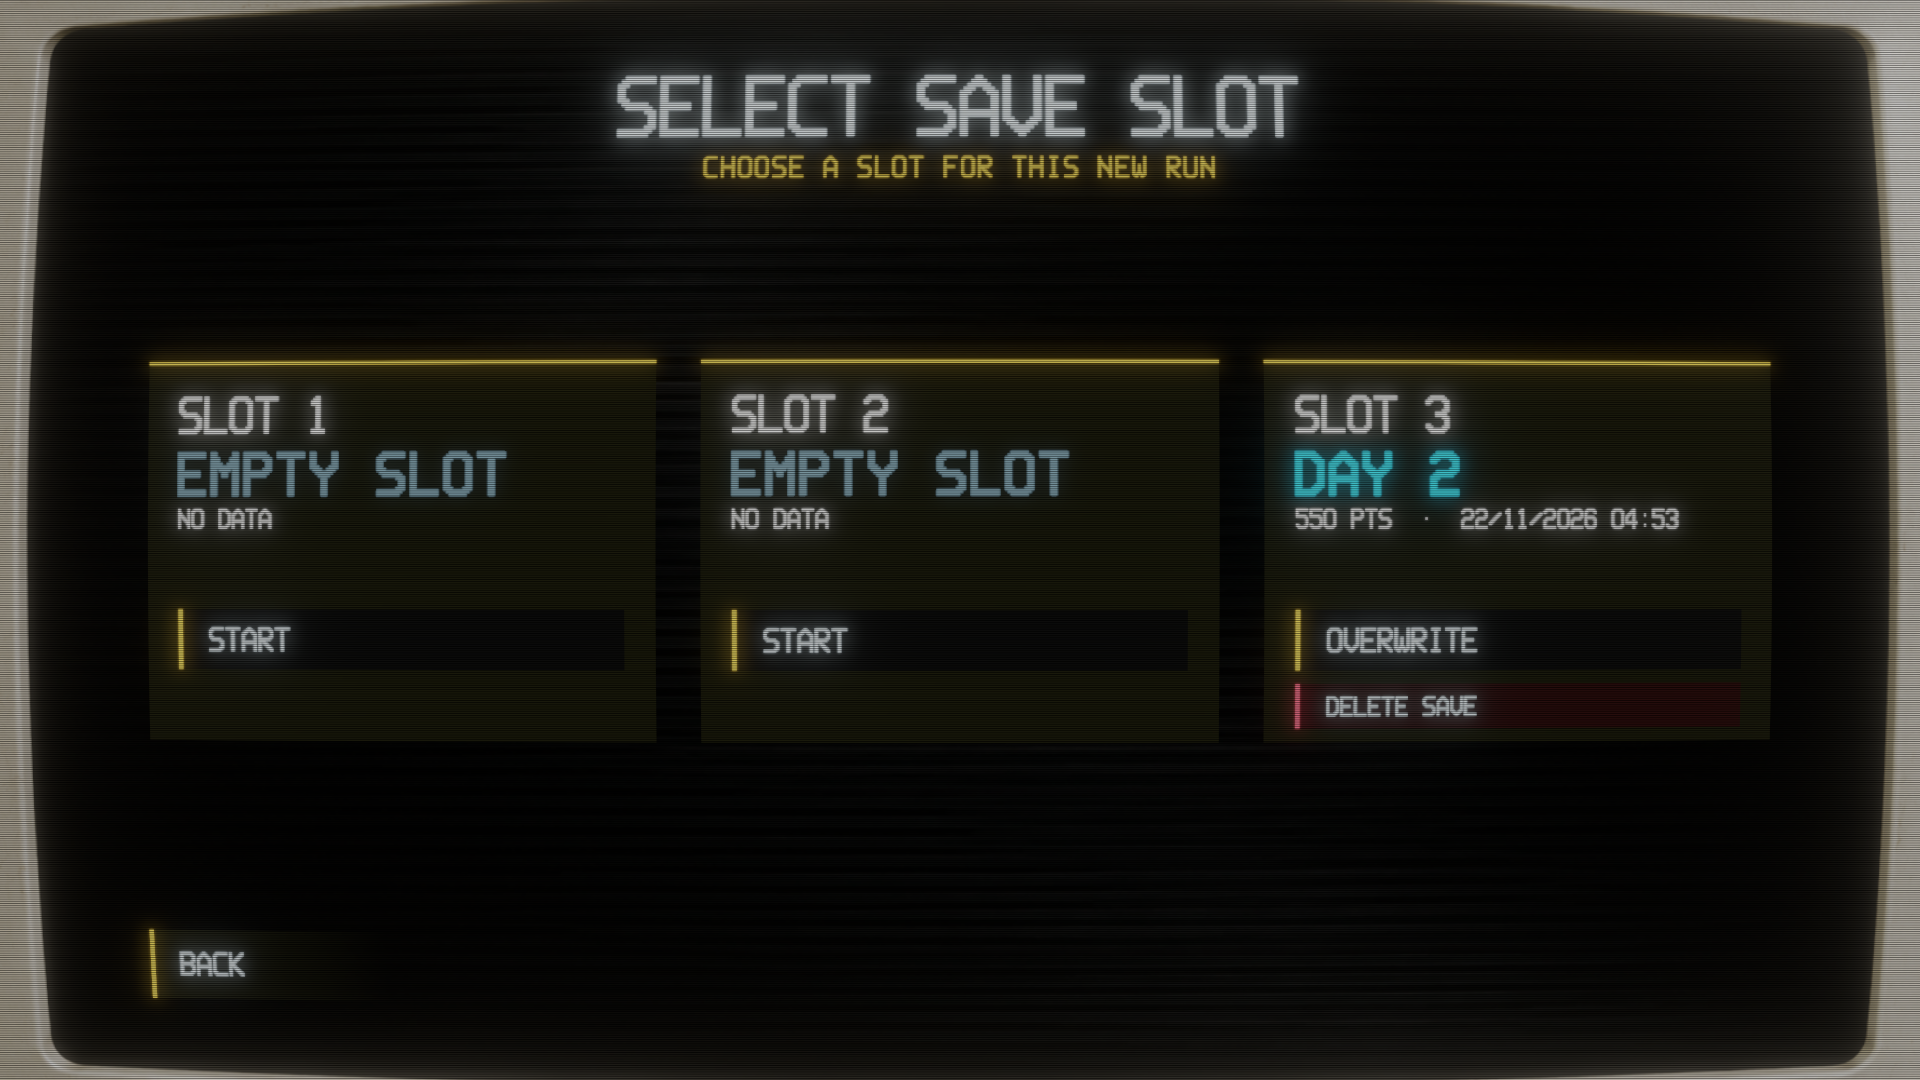 SELECT SAVE SLOT
CHOOSE A SLOT FOR THIS NEW RUN
SLOT 1
EMPTY SLOT
NO DATA
START
SLOT 2
EMPTY SLOT
NO DATA
START
SLOT 3
DAY 2
550 PTS · 22/11/2026 04:53
OVERWRITE
DELETE SAVE
BACK